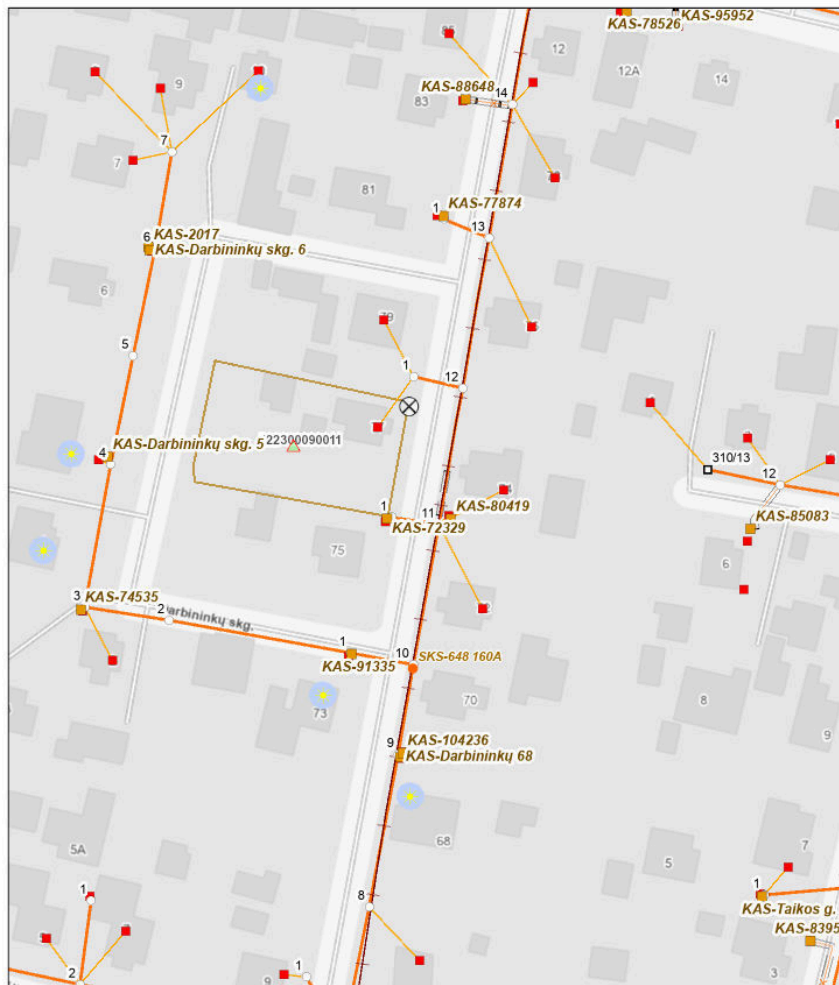 KAS-78526
KAS-95952
85
12
12A
14
83
KAS-88648
14
9
7
7
81
1
KAS-77874
13
6
KAS-2017
KAS-Darbininkų skg. 6
6
79
5
1
12
22300090011
4
KAS-Darbininkų skg. 5
310/13
12
1
KAS-72329
11
KAS-80419
KAS-85083
75
6
3
KAS-74535
2
Darbininkų skg.
1
KAS-91335
10
SKS-648 160A
73
70
8
9
9
KAS-104236
KAS-Darbininkų 68
68
5A
5
7
1
8
1
KAS-Taikos g.
KAS-8395
2
9
1
3